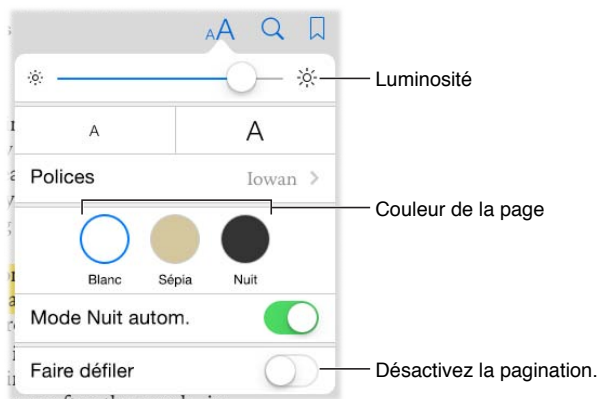 AA
Luminosité
A A
Polices Iowan >
Couleur de la page
Blanc Sépia Nuit
Mode Nuit autom.
Faire défiler
Désactivez la pagination.